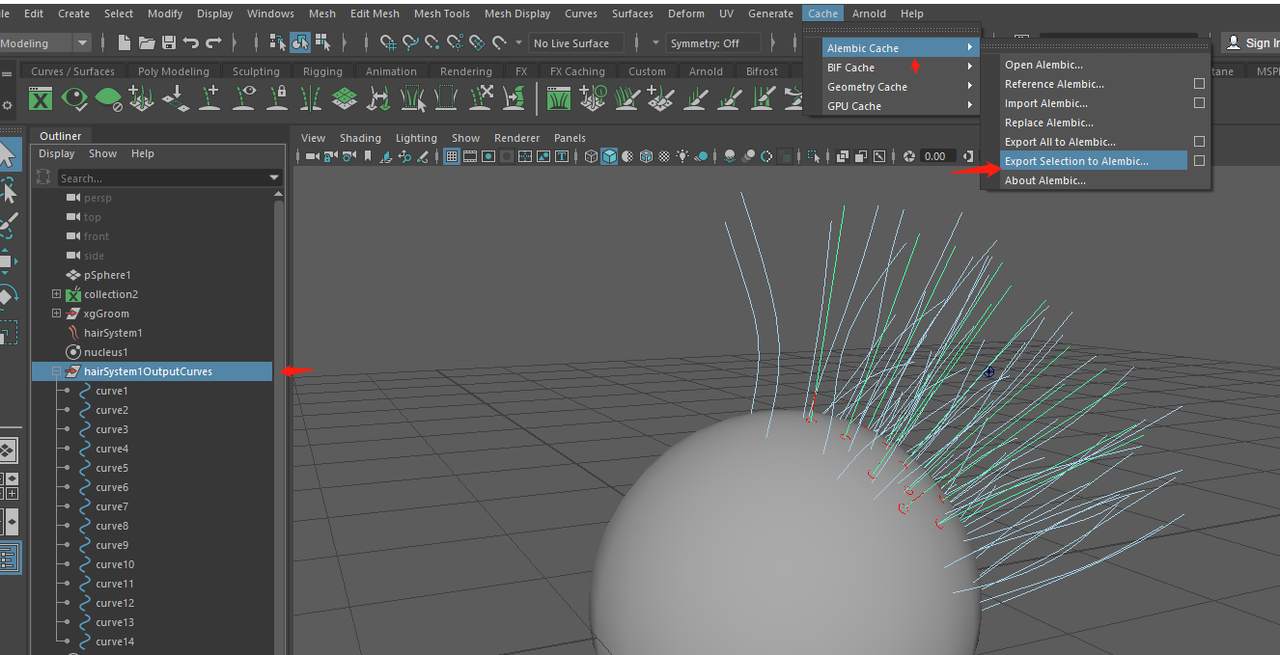 Edit Create Select Modify Display Windows Mesh Edit Mesh Mesh Tools Mesh Display Curves Surfaces Deform UV Generate Cache Arnold Help
Modeling No Live Surface Symmetry: Off Sign In
Curves / Surfaces Poly Modeling Sculpting Rigging Animation Rendering FX FX Caching Custom Arnold Bifrost
Alembic Cache
BIF Cache
Geometry Cache
GPU Cache
Open Alembic...
Reference Alembic...
Import Alembic...
Replace Alembic...
Export All to Alembic...
Export Selection to Alembic...
About Alembic...
Outliner
Display Show Help
Search...
View Shading Lighting Show Renderer Panels
0.00
persp
top
front
side
pSphere1
collection2
xgGroom
hairSystem1
nucleus1
hairSystem1OutputCurves
curve1
curve2
curve3
curve4
curve5
curve6
curve7
curve8
curve9
curve10
curve11
curve12
curve13
curve14